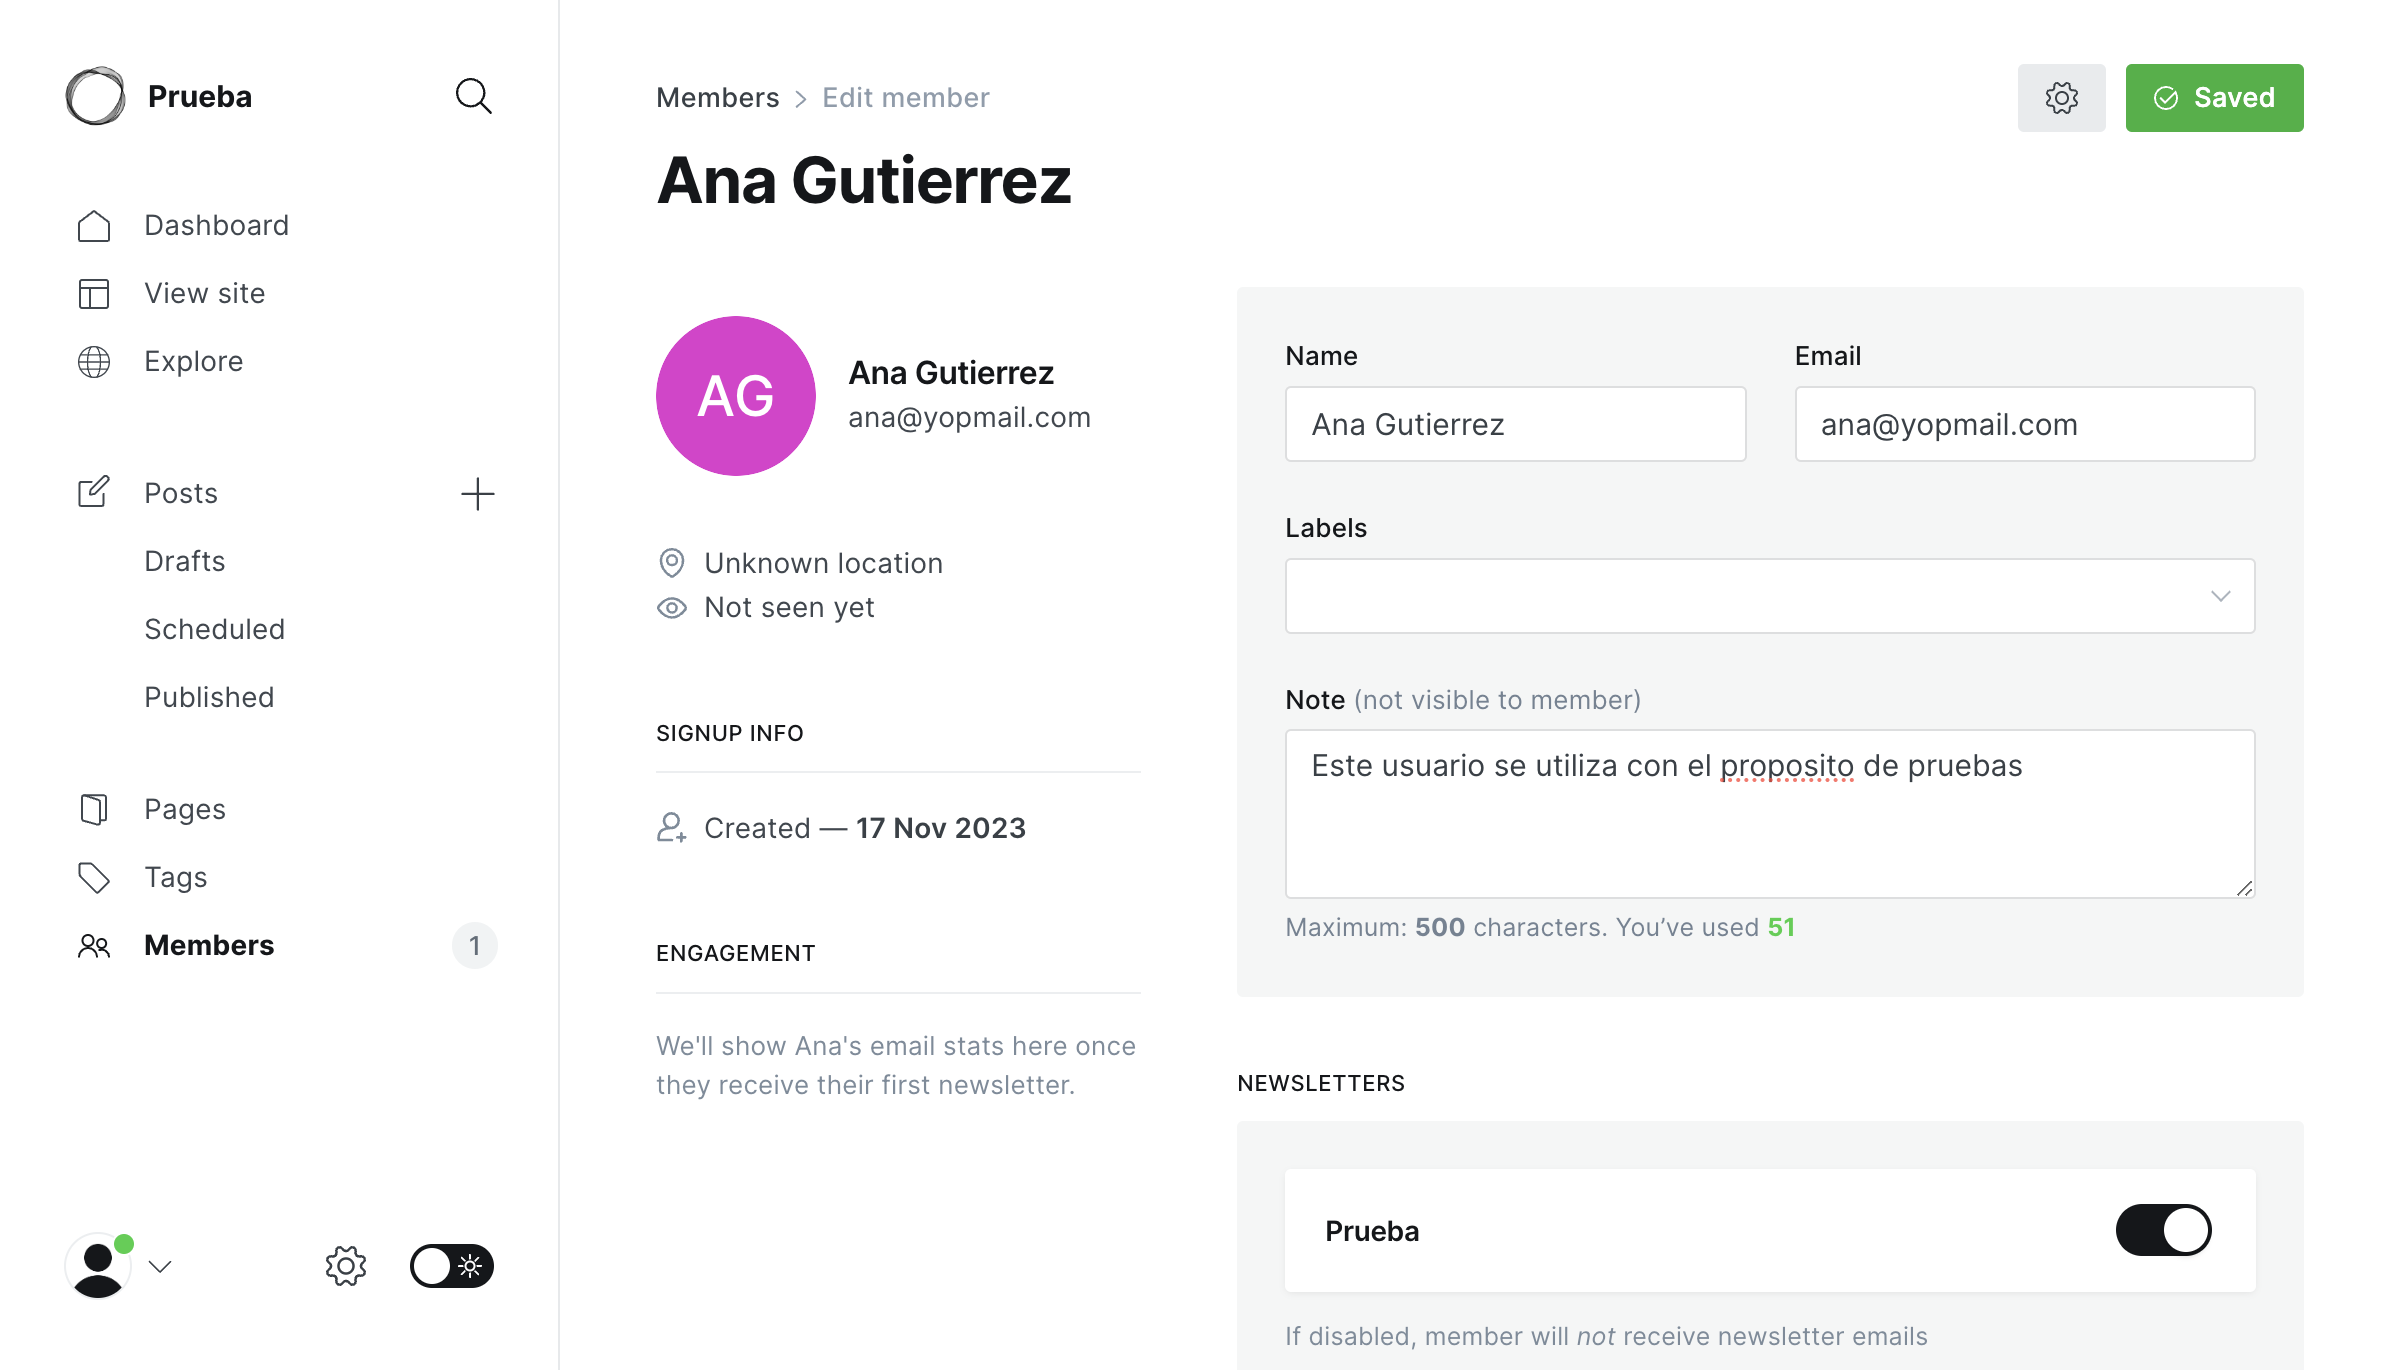 Prueba
Dashboard
View site
Explore
Posts
Drafts
Scheduled
Published
Pages
Tags
Members
1
Members > Edit member
Saved
Ana Gutierrez
AG
Ana Gutierrez
ana@yopmail.com
Unknown location
Not seen yet
SIGNUP INFO
Created — 17 Nov 2023
ENGAGEMENT
We'll show Ana's email stats here once
they receive their first newsletter.
Name
Ana Gutierrez
Email
ana@yopmail.com
Labels
Note (not visible to member)
Este usuario se utiliza con el proposito de pruebas
Maximum: 500 characters. You’ve used 51
NEWSLETTERS
Prueba
If disabled, member will not receive newsletter emails